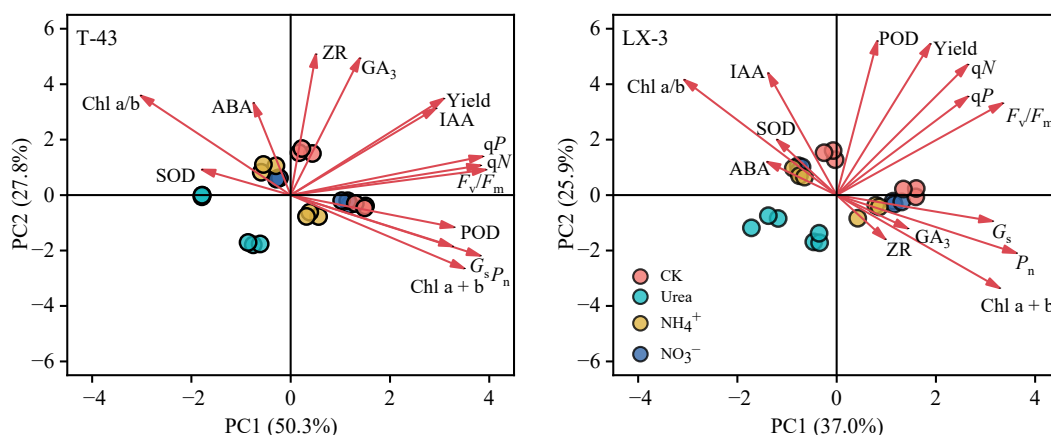 T-43
6
4
2
0
−2
−4
−6
−4
−2
0
2
4
PC2 (27.8%)
PC1 (50.3%)
ZR
GA₃
Chl a/b
ABA
Yield
IAA
SOD
qP
qN
Fᵥ/Fₘ
POD
GₛPₙ
Chl a + b
LX-3
6
4
2
0
−2
−4
−6
−4
−2
0
2
4
PC2 (25.9%)
PC1 (37.0%)
POD
Yield
IAA
qN
Chl a/b
qP
Fᵥ/Fₘ
SOD
ABA
Gₛ
GA₃
ZR
Pₙ
Chl a + b
CK
Urea
NH₄⁺
NO₃⁻